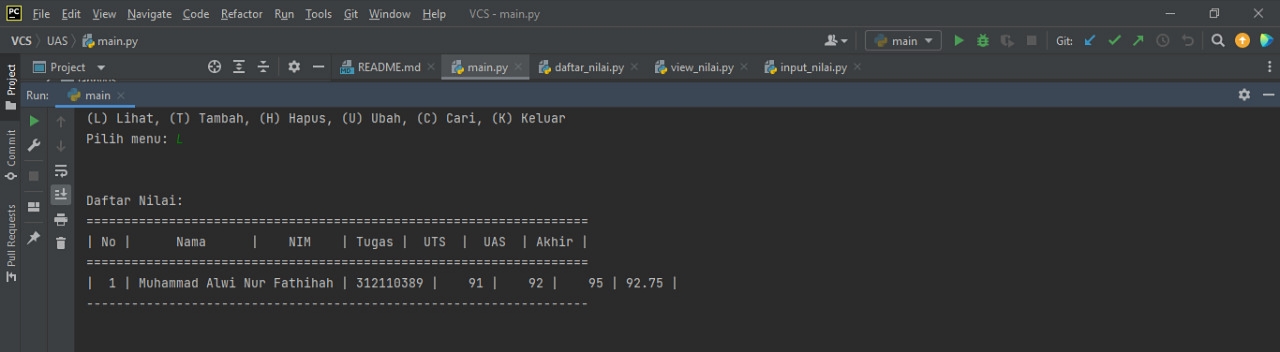 PC File Edit View Navigate Code Refactor Run Tools Git Window Help VCS - main.py
VCS UAS main.py main Git:
Project README.md main.py daftar_nilai.py view_nilai.py input_nilai.py
Run: main
Project
Commit
Pull Requests
(L) Lihat, (T) Tambah, (H) Hapus, (U) Ubah, (C) Cari, (K) Keluar
Pilih menu: L
Daftar Nilai:
===================================================================
| No |      Nama      |    NIM    | Tugas |  UTS  |  UAS  | Akhir |
===================================================================
|  1 | Muhammad Alwi Nur Fathihah | 312110389 |    91 |    92 |    95 | 92.75 |
-------------------------------------------------------------------